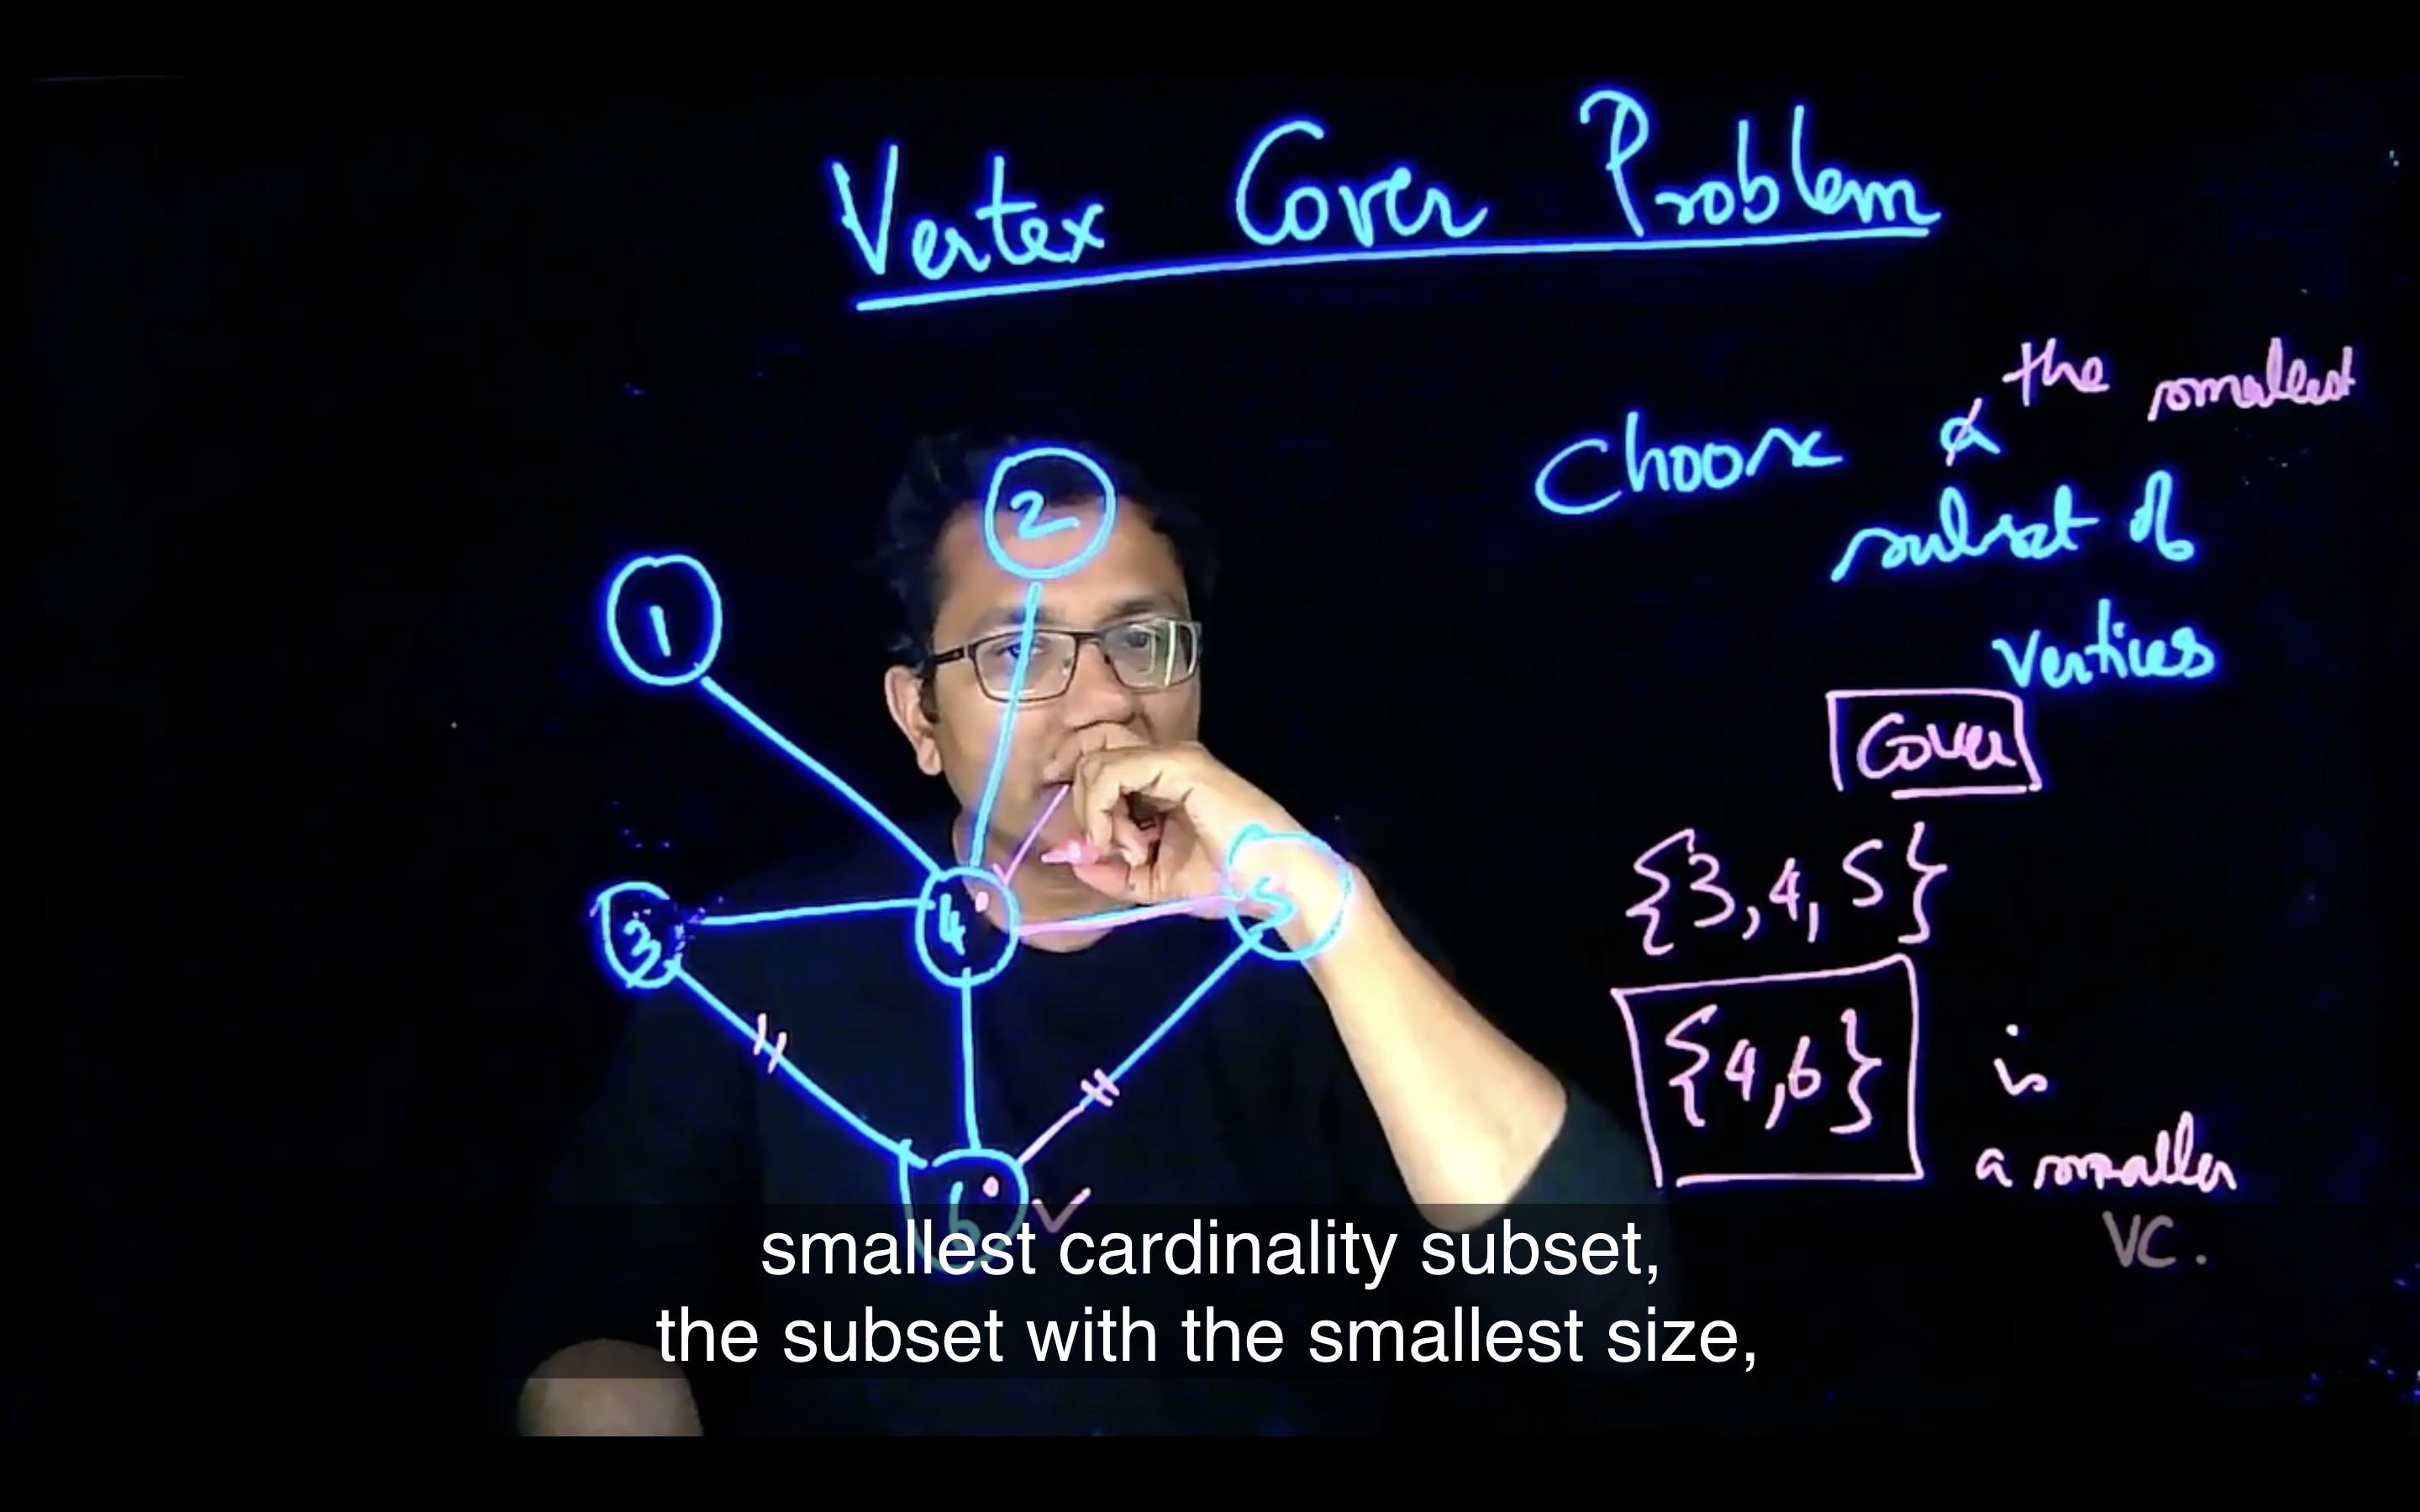 Vertex Cover Problem
the smallest
Choose a
subset of
vertices
Cover
{3,4,5}
{4,6} is
a smaller
VC.
2
1
3 4 5
6
smallest cardinality subset,
the subset with the smallest size,